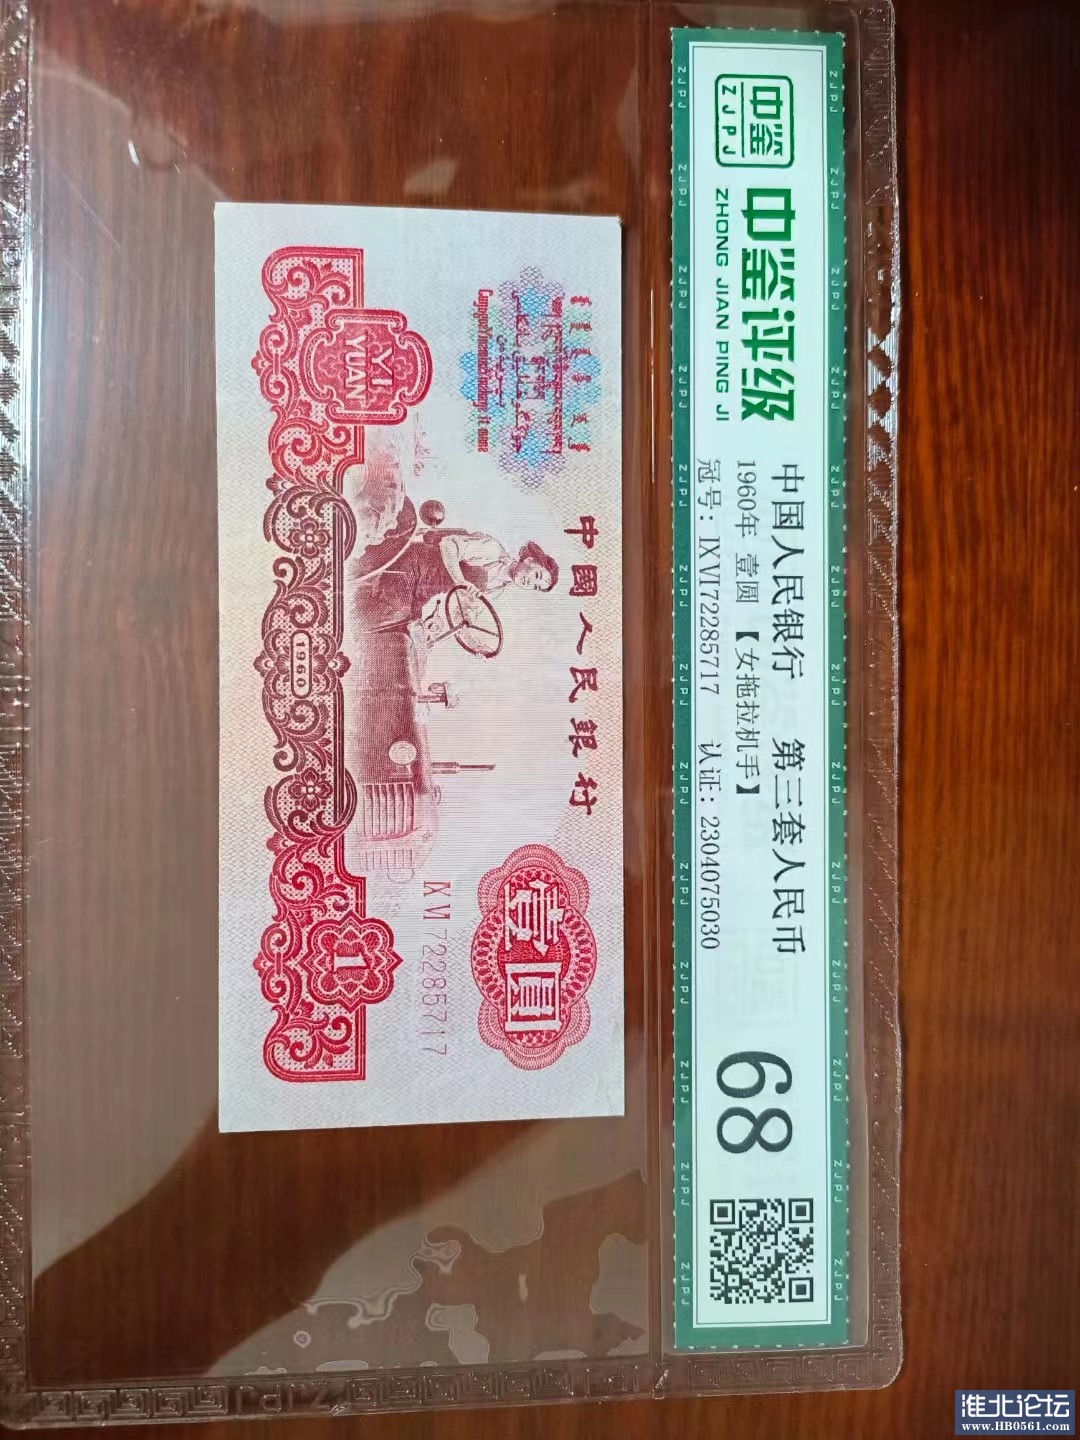 中鉴
ZJPJ
中鉴评级
ZHONG JIAN PING JI
中国人民银行 第三套人民币
1960年 壹圆 【女拖拉机手】
冠号: IXVI72285717 认证: 2304075030
68
中國人民銀行
YI
YUAN
壹圓
IX VI 72285717
1960
1
淮北论坛
www.HB0561.com